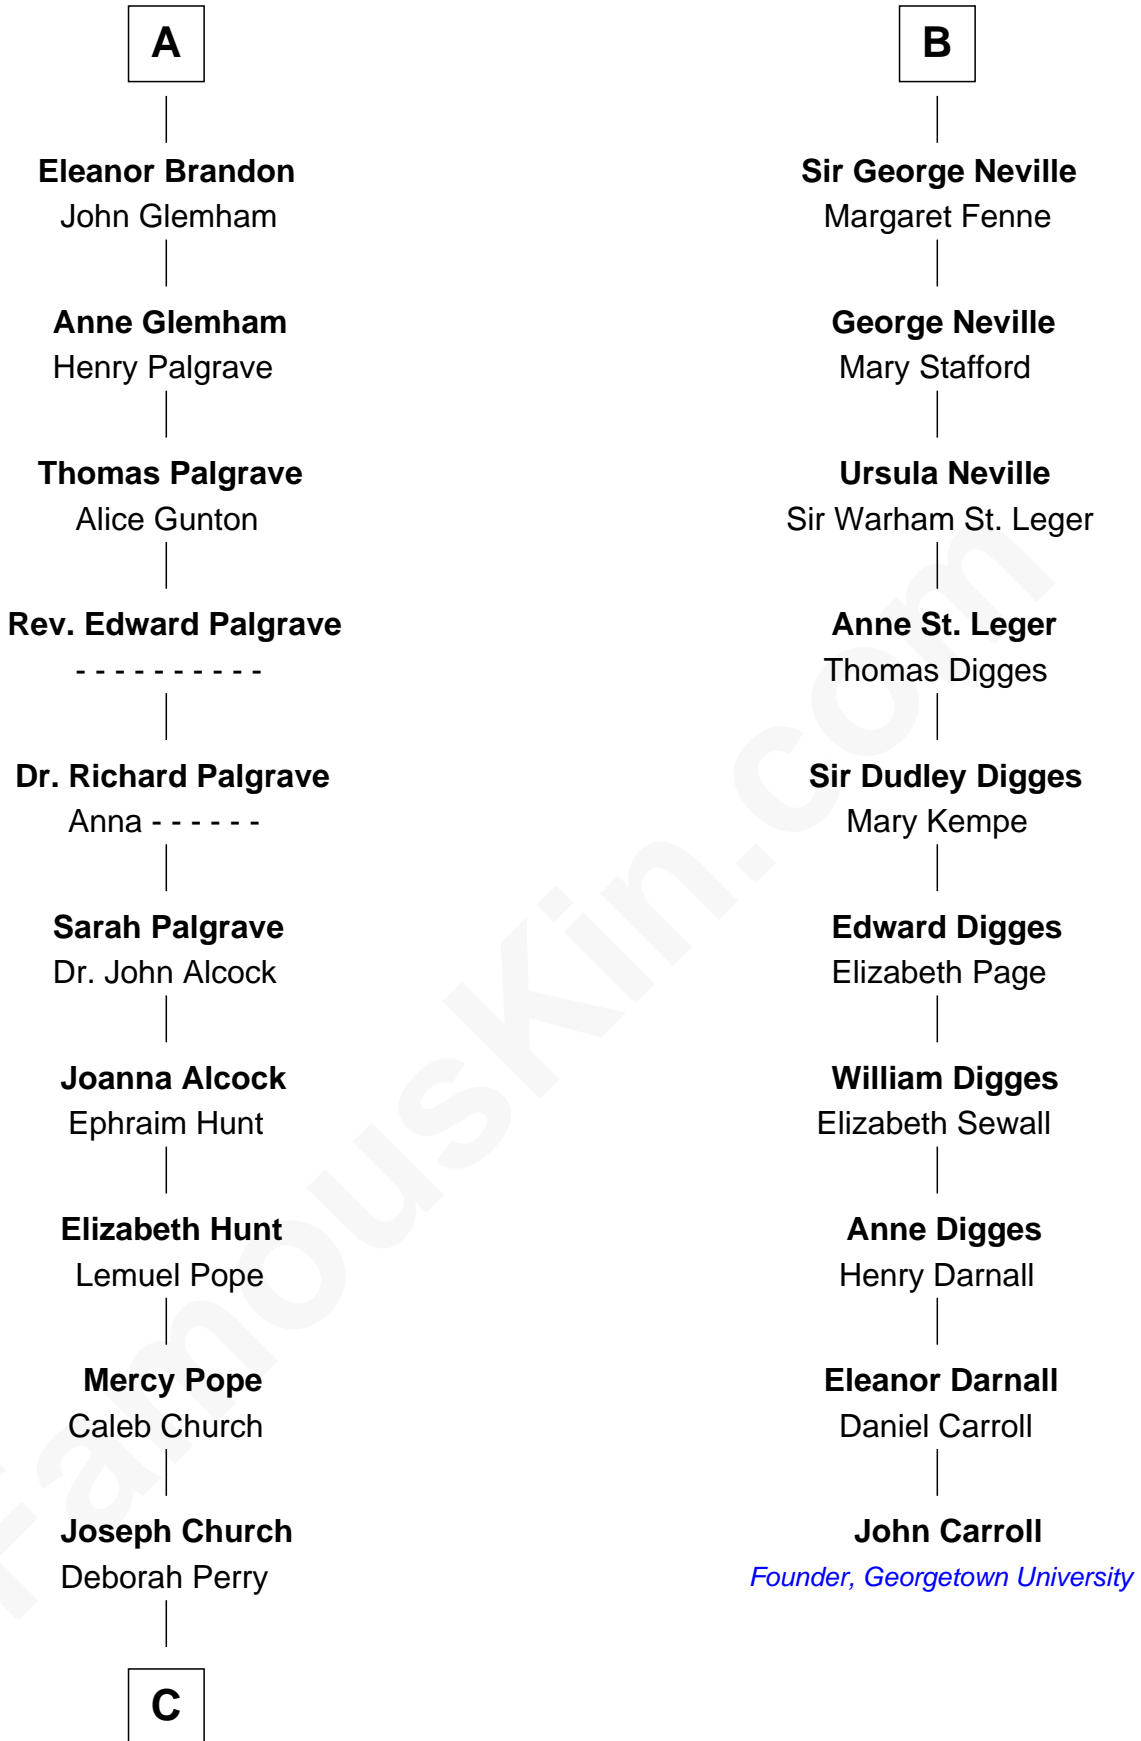 A
Eleanor Brandon
John Glemham
Anne Glemham
Henry Palgrave
Thomas Palgrave
Alice Gunton
Rev. Edward Palgrave
- - - - - - - - - -
Dr. Richard Palgrave
Anna - - - - - -
Sarah Palgrave
Dr. John Alcock
Joanna Alcock
Ephraim Hunt
Elizabeth Hunt
Lemuel Pope
Mercy Pope
Caleb Church
Joseph Church
Deborah Perry
C
B
Sir George Neville
Margaret Fenne
George Neville
Mary Stafford
Ursula Neville
Sir Warham St. Leger
Anne St. Leger
Thomas Digges
Sir Dudley Digges
Mary Kempe
Edward Digges
Elizabeth Page
William Digges
Elizabeth Sewall
Anne Digges
Henry Darnall
Eleanor Darnall
Daniel Carroll
John Carroll
Founder, Georgetown University
FamousKin.com